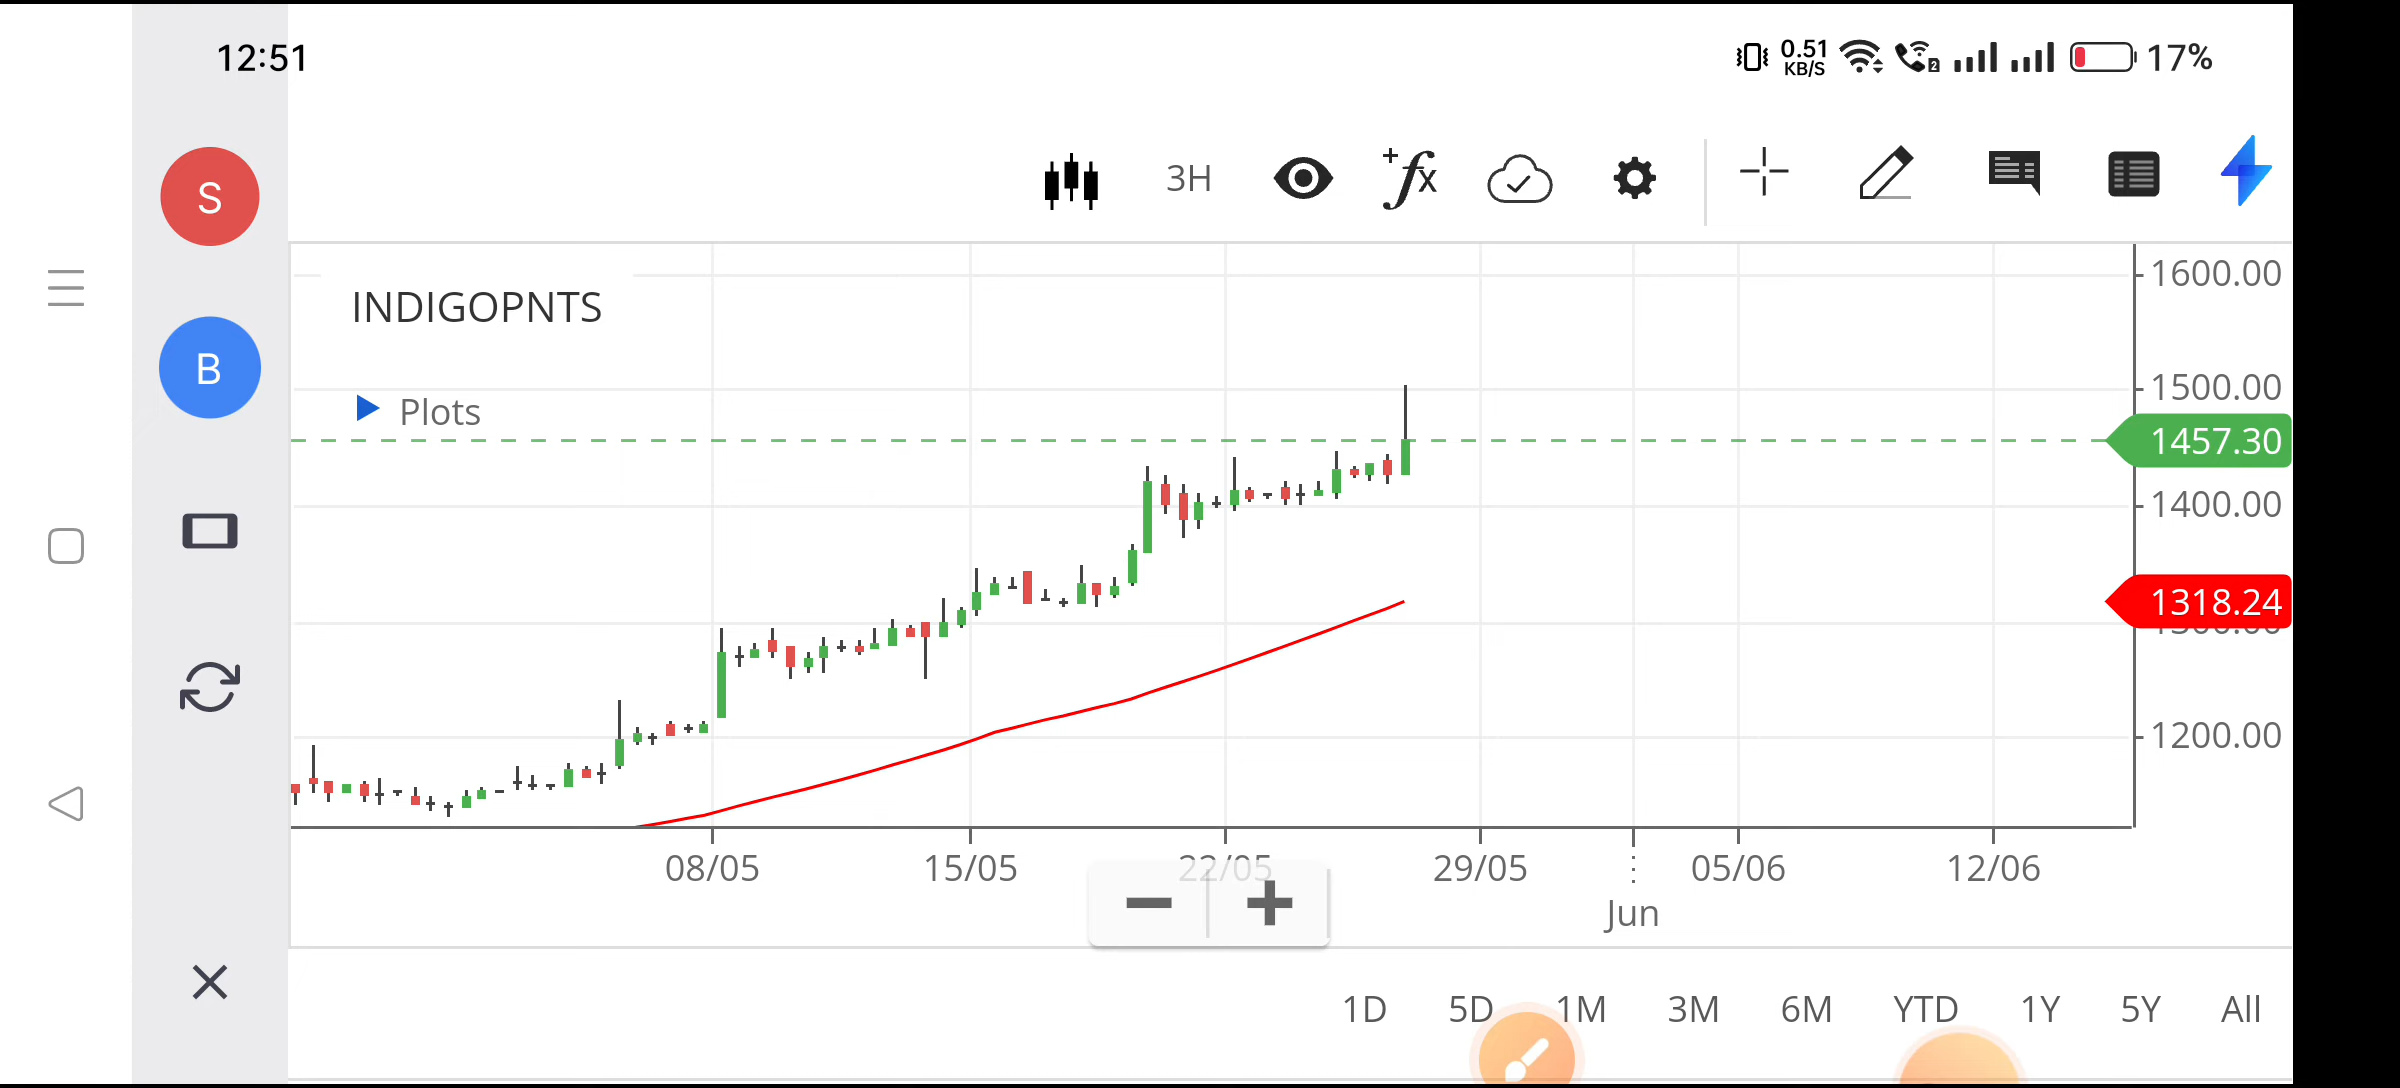 12:51
0.51
KB/S
2
17%
S
B
3H
+fx
INDIGOPNTS
Plots
1600.00
1500.00
1457.30
1400.00
1318.24
1200.00
08/05 15/05 22/05 29/05 05/06 12/06
Jun
1D 5D 1M 3M 6M YTD 1Y 5Y All